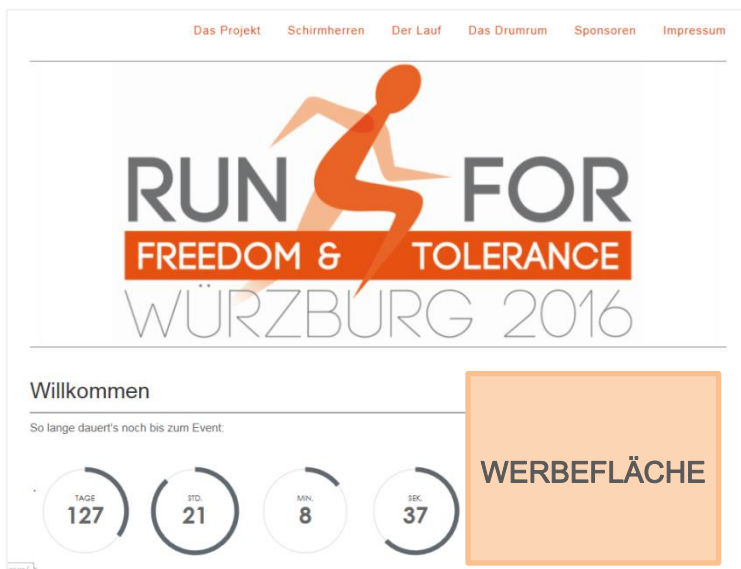 Das Projekt Schirmherren Der Lauf Das Drumrum Sponsoren Impressum
RUN FOR
FREEDOM & TOLERANCE
WÜRZBURG 2016
Willkommen
So lange dauert's noch bis zum Event:
TAGE STD. MIN. SEK.
127 21 8 37
WERBEFLÄCHE